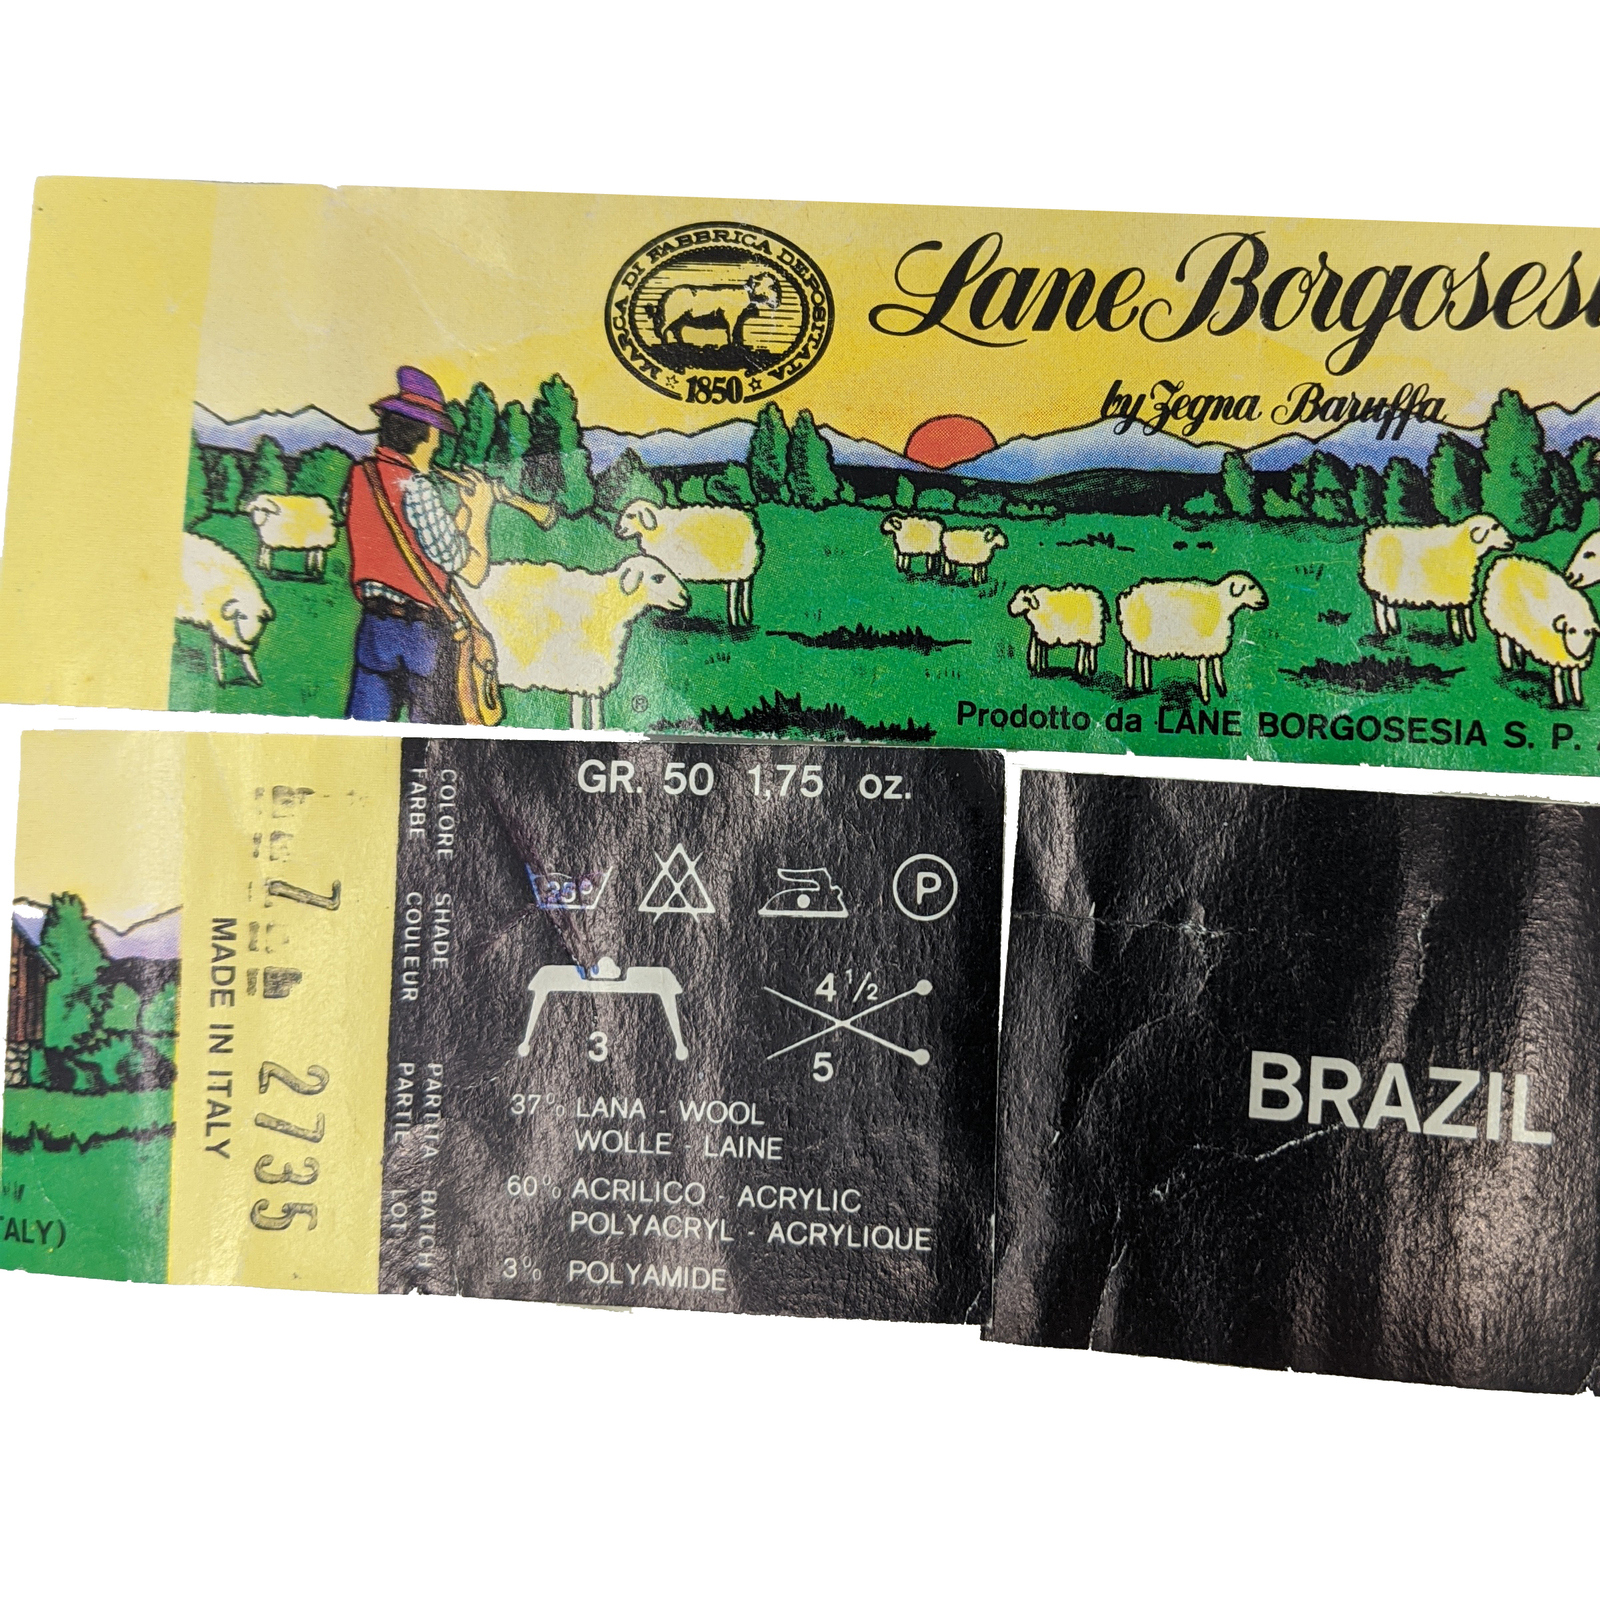 MARCA DI FABBRICA DEPOSITATA
1850
Lane Borgosesi
by Zegna Baruffa
®
Prodotto da LANE BORGOSESIA S. P.
TALY)
MADE IN ITALY
7
2735
COLORE SHADE PARTITA BATCH
FARBE COULEUR PARTIE LOT
GR. 50 1,75 oz.
P
3
4 1/2
5
37% LANA - WOOL
WOLLE - LAINE
60% ACRILICO - ACRYLIC
POLYACRYL - ACRYLIQUE
3% POLYAMIDE
BRAZIL